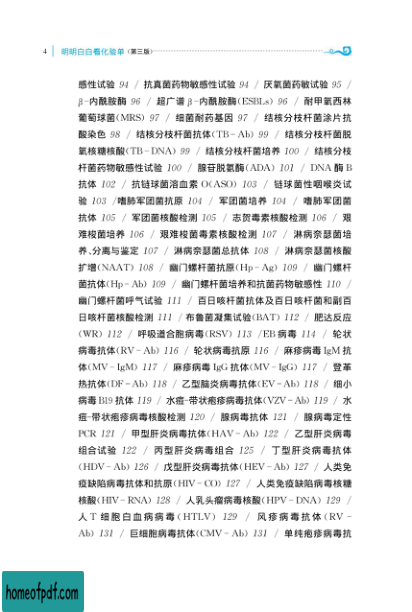 4 明明白白看化验单(第三版)
感性试验 94 / 抗真菌药物敏感性试验 94 / 厌氧菌药敏试验 95 /
β-内酰胺酶 96 / 超广谱 β-内酰胺酶(ESBLs) 96 / 耐甲氧西林
葡萄球菌(MRS) 97 / 细菌耐药基因 97 / 结核分枝杆菌涂片抗
酸染色 98 / 结核分枝杆菌抗体(TB-Ab) 99 / 结核分枝杆菌脱
氧核糖核酸(TB-DNA) 99 / 结核分枝杆菌培养 100 / 结核分枝
杆菌药物敏感性试验 100 / 腺苷脱氨酶(ADA) 101 / DNA 酶 B
抗体 102 / 抗链球菌溶血素 O(ASO) 103 / 链球菌性咽喉炎试
验 103 /嗜肺军团菌抗原 104 / 军团菌培养 104 / 嗜肺军团菌
抗体 105 / 军团菌核酸检测 105 / 志贺毒素核酸检测 106 / 艰
难梭菌培养 106 / 艰难梭菌毒素核酸检测 107 / 淋病奈瑟菌培
养、分离与鉴定 107 / 淋病奈瑟菌总抗体 108 / 淋病奈瑟菌核酸
扩增(NAAT) 108 / 幽门螺杆菌抗原(Hp-Ag) 109 / 幽门螺杆
菌抗体(Hp-Ab) 109 / 幽门螺杆菌培养和抗菌药物敏感性 110 /
幽门螺杆菌呼气试验 111 / 百日咳杆菌抗体及百日咳杆菌和副百
日咳杆菌核酸检测 111 /布鲁菌凝集试验(BAT) 112 / 肥达反应
(WR) 112 / 呼吸道合胞病毒(RSV) 113 /EB 病毒 114 / 轮状
病毒抗体(RV-Ab) 116 / 轮状病毒抗原 116 / 麻疹病毒 IgM 抗
体(MV-IgM) 117 / 麻疹病毒 IgG 抗体(MV-IgG) 117 / 登革
热抗体(DF-Ab) 118 / 乙型脑炎病毒抗体(EV-Ab) 118 / 细小
病毒 B19 抗体 119 / 水痘-带状疱疹病毒抗体(VZV-Ab) 119 / 水
痘-带状疱疹病毒核酸检测 120 / 腺病毒抗体 121 / 腺病毒定性
PCR 121 / 甲型肝炎病毒抗体(HAV-Ab) 122 / 乙型肝炎病毒
组合试验 122 / 丙型肝炎病毒组合 125 / 丁型肝炎病毒抗体
(HDV-Ab) 126 / 戊型肝炎病毒抗体(HEV-Ab) 127 / 人类免
疫缺陷病毒抗体和抗原(HIV-CO) 127 / 人类免疫缺陷病毒核糖
核酸(HIV-RNA) 128 / 人乳头瘤病毒核酸(HPV-DNA) 129 /
人 T 细胞白血病病毒(HTLV) 129 / 风疹病毒抗体(RV-
Ab) 131 / 巨细胞病毒抗体(CMV-Ab) 131 / 单纯疱疹病毒抗
homeofpdf.com